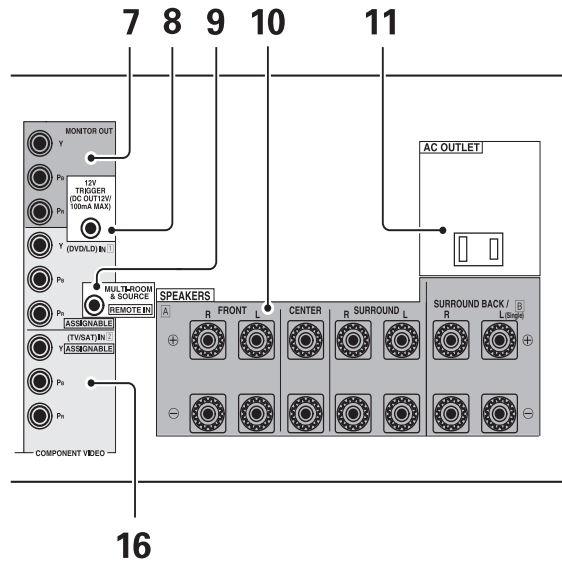 7 8 9 10 11
MONITOR OUT
Y
PB
PR
12V
TRIGGER
(DC OUT12V/
100mA MAX)
Y
(DVD/LD) IN 1
PB
PR
ASSIGNABLE
MULTI-ROOM
& SOURCE
REMOTE IN
(TV/SAT) IN 2
Y ASSIGNABLE
PB
PR
COMPONENT VIDEO
AC OUTLET
SPEAKERS
A
R FRONT L
CENTER
R SURROUND L
SURROUND BACK / B
R L (Single)
+ +
− −
16